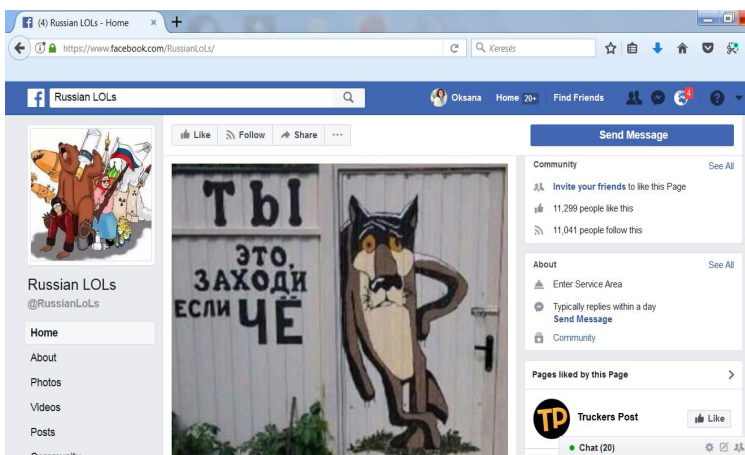 (4) Russian LOLs - Home
https://www.facebook.com/RussianLoLs/
Keresés
Russian LOLs
Oksana Home 20+ Find Friends
4
Like Follow Share
Send Message
Russian LOLs
@RussianLoLs
Home
About
Photos
Videos
Posts
Community
ТЫ
ЭТО,
ЗАХОДИ
ЕСЛИ ЧЁ
Community See All
Invite your friends to like this Page
11,299 people like this
11,041 people follow this
About See All
Enter Service Area
Typically replies within a day
Send Message
Community
Pages liked by this Page
TP
Truckers Post Like
Chat (20)